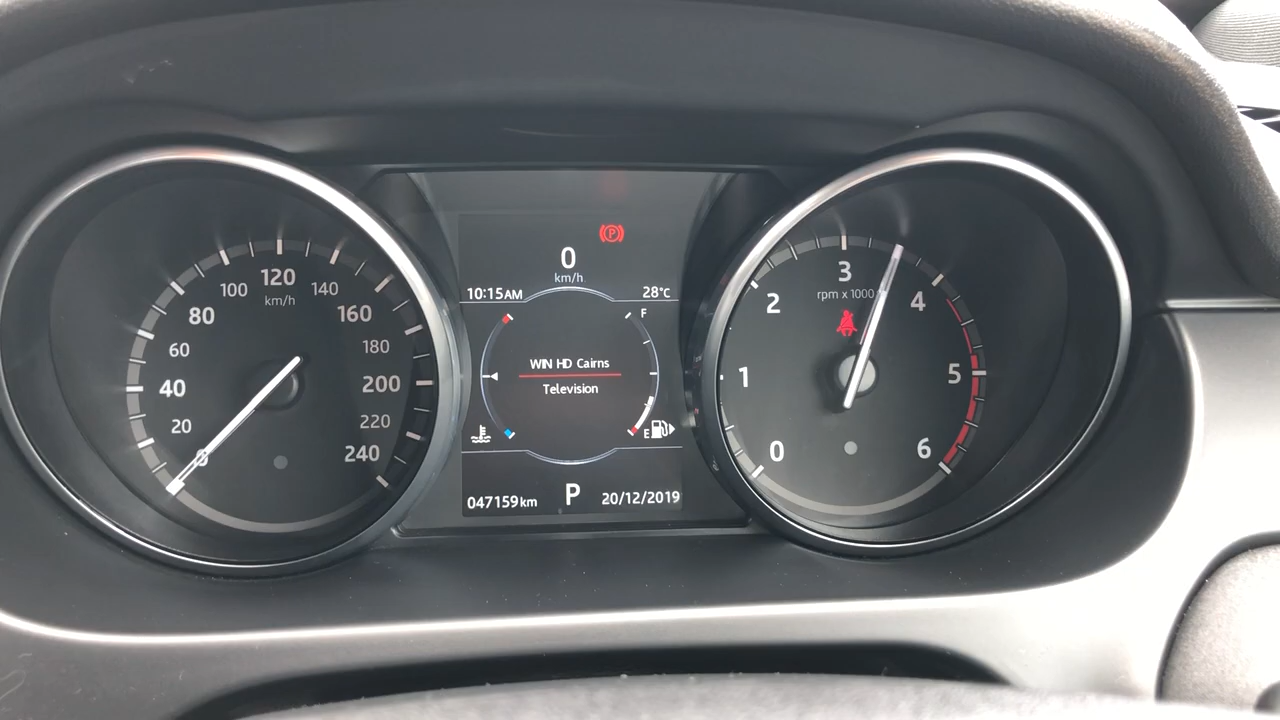 0
20
40
60
80
100
120
140
160
180
200
220
240
km/h
0
km/h
10:15AM
28°C
WIN HD Cairns
Television
F
E
047159km
P
20/12/2019
P
0
1
2
3
4
5
6
rpm x 1000